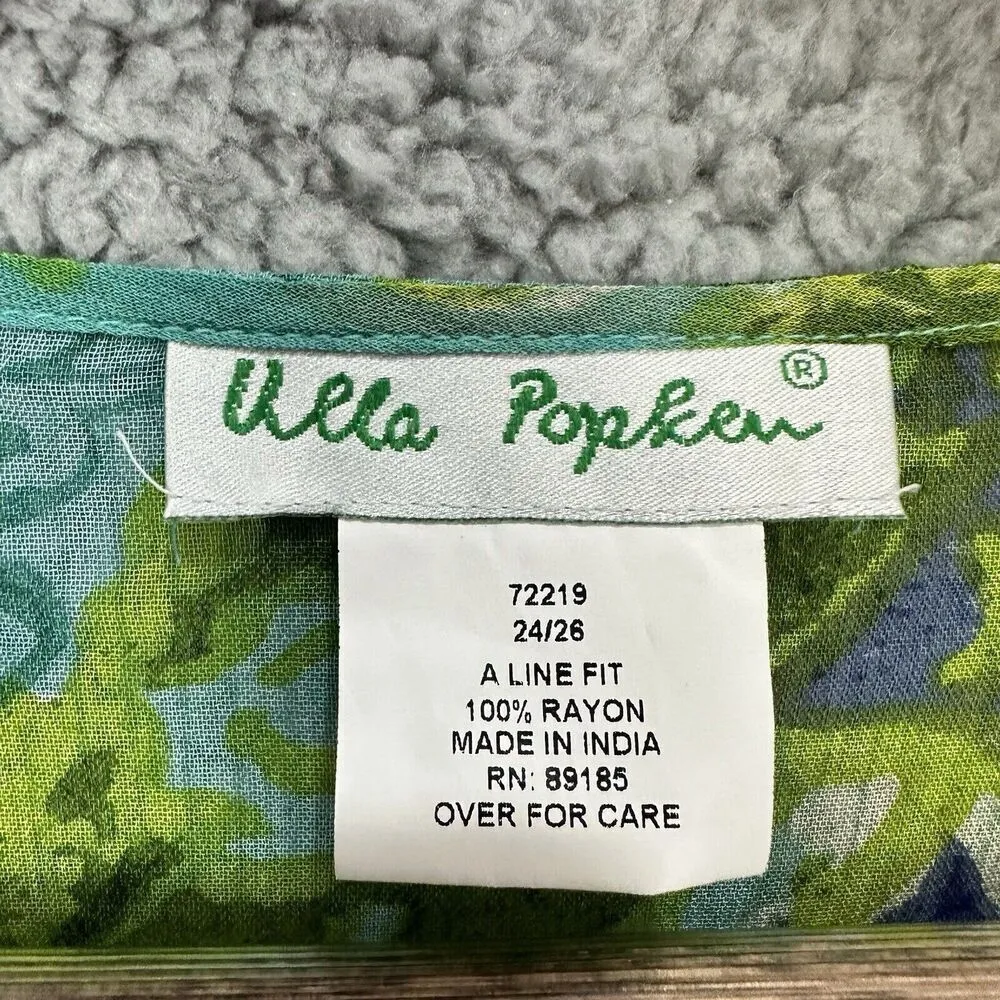 Ulla Popken ®
72219
24/26
A LINE FIT
100% RAYON
MADE IN INDIA
RN: 89185
OVER FOR CARE